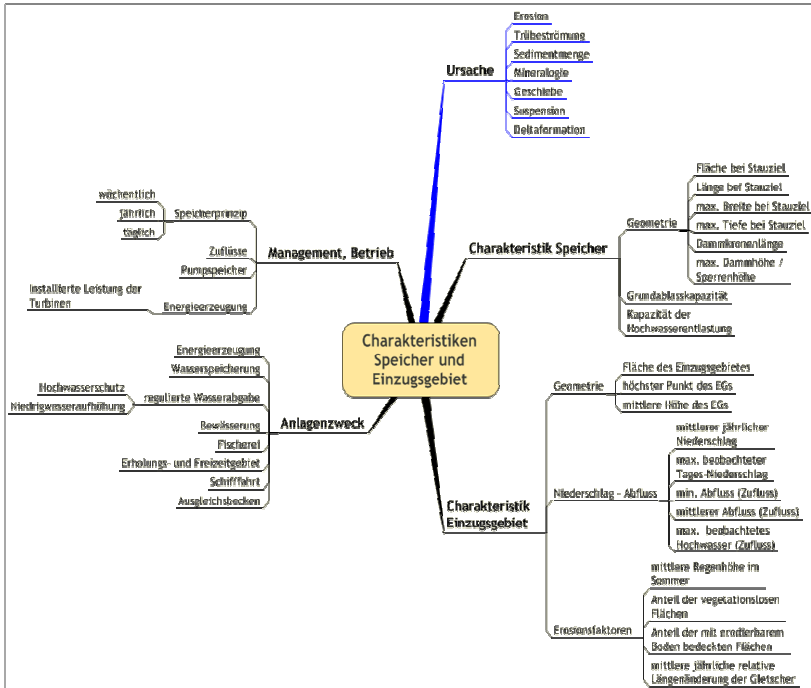 Ursache
Erosion
Trübeströmung
Sedimentmenge
Mineralogie
Geschiebe
Suspension
Deltaformation
Charakteristik Speicher
Geometrie
Fläche bei Stauziel
Länge bei Stauziel
max. Breite bei Stauziel
max. Tiefe bei Stauziel
Dammkronenlänge
max. Dammhöhe /
Sperrenhöhe
Grundablasskapazität
Kapazität der
Hochwasserentlastung
Management, Betrieb
Speicherprinzip
wöchentlich
jährlich
täglich
Zuflüsse
Pumpspeicher
Energieerzeugung
Installierte Leistung der
Turbinen
Charakteristiken
Speicher und
Einzugsgebiet
Anlagenzweck
Energieerzeugung
Wasserspeicherung
regulierte Wasserabgabe
Hochwasserschutz
Niedrigwasseraufhöhung
Bewässerung
Fischerei
Erholungs- und Freizeitgebiet
Schifffahrt
Ausgleichsbecken
Charakteristik
Einzugsgebiet
Geometrie
Fläche des Einzugsgebietes
höchster Punkt des EGs
mittlere Höhe des EGs
Niederschlag - Abfluss
mittlerer jährlicher
Niederschlag
max. beobachteter
Tages-Niederschlag
min. Abfluss (Zufluss)
mittlerer Abfluss (Zufluss)
max. beobachtetes
Hochwasser (Zufluss)
Erosionsfaktoren
mittlere Regenhöhe im
Sommer
Anteil der vegetationslosen
Flächen
Anteil der mit erodierbarem
Boden bedeckten Flächen
mittlere jährliche relative
Längenänderung der Gletscher